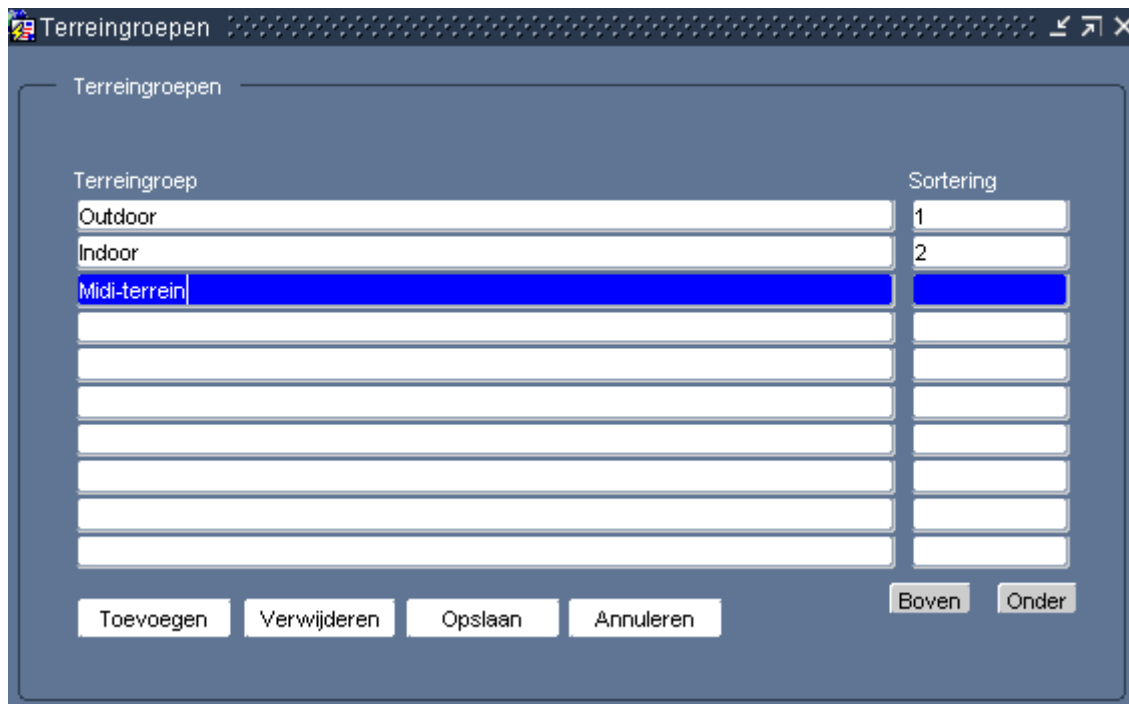 Terreingroepen
Terreingroepen
Terreingroep Sortering
Outdoor 1
Indoor 2
Midi-terrein
Toevoegen Verwijderen Opslaan Annuleren Boven Onder